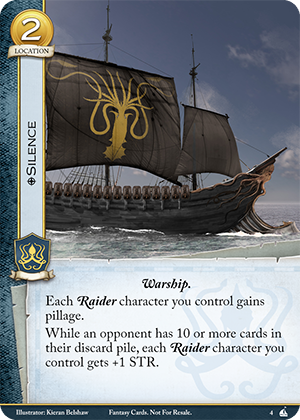 2
LOCATION
SILENCE
Warship.
Each Raider character you control gains
pillage.
While an opponent has 10 or more cards in
their discard pile, each Raider character you
control gets +1 STR.
Illustrator: Kieran Belshaw Fantasy Cards. Not For Resale. 4